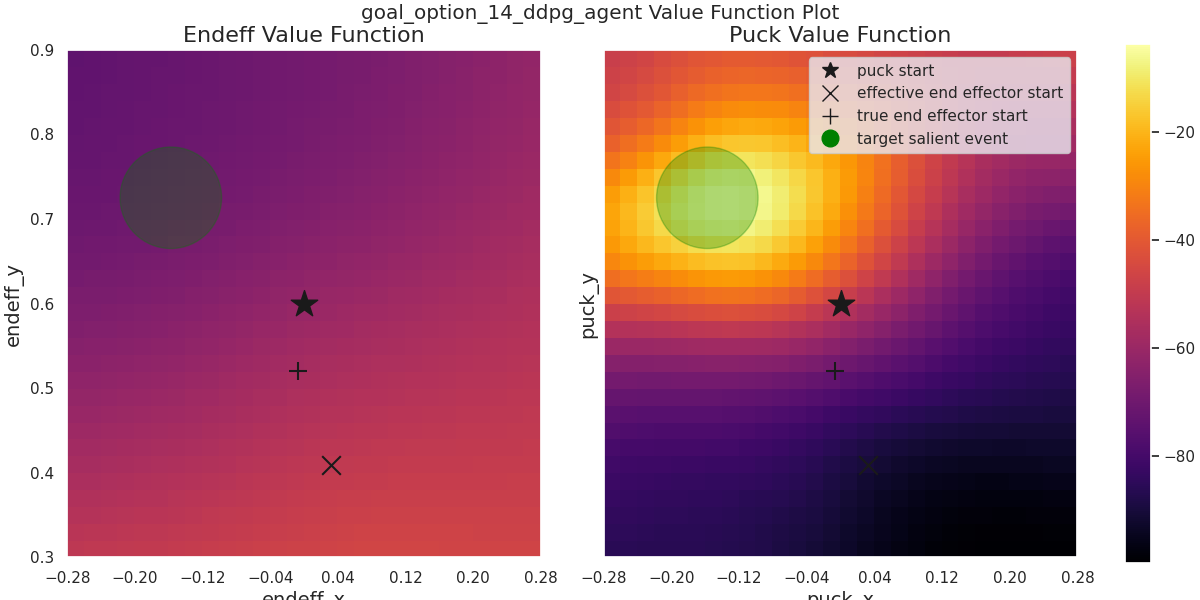 goal_option_14_ddpg_agent Value Function Plot
Endeff Value Function
Puck Value Function
puck start
effective end effector start
true end effector start
target salient event
0.9
0.8
0.7
0.6
0.5
0.4
0.3
endeff_y
−0.28
−0.20
−0.12
−0.04
0.04
0.12
0.20
0.28
endeff_x
puck_y
−0.28
−0.20
−0.12
−0.04
0.04
0.12
0.20
0.28
puck_x
−20
−40
−60
−80